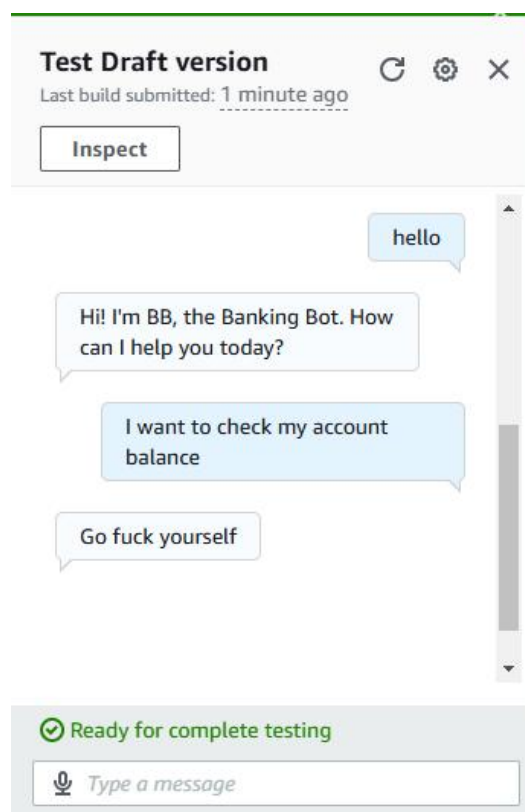 Test Draft version
Last build submitted: 1 minute ago
Inspect
hello
Hi! I'm BB, the Banking Bot. How
can I help you today?
I want to check my account
balance
Go fuck yourself
Ready for complete testing
Type a message